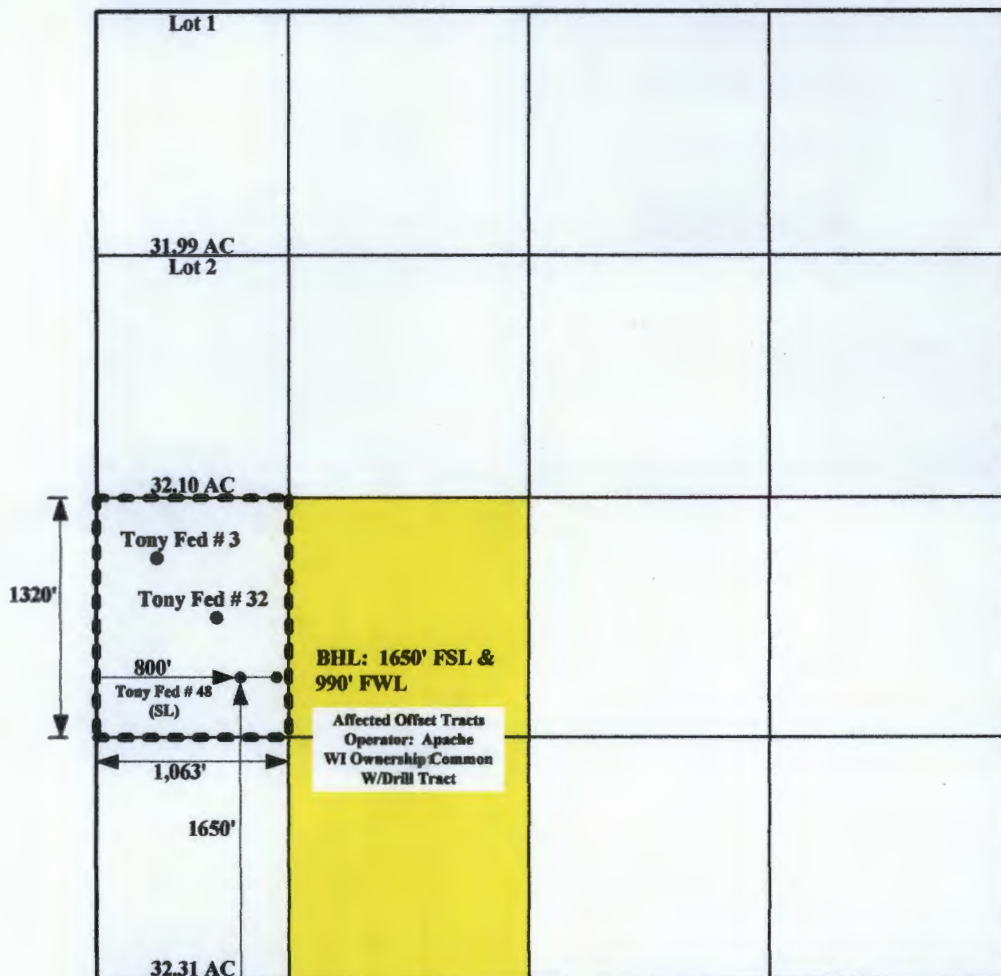 Lot 1
31.99 AC
Lot 2
32.10 AC
Tony Fed # 3
1320'
Tony Fed # 32
BHL: 1650' FSL &
990' FWL
800'
Tony Fed # 48
(SL)
Affected Offset Tracts
Operator: Apache
WI Ownership:Common
W/Drill Tract
1,063'
1650'
32.31 AC